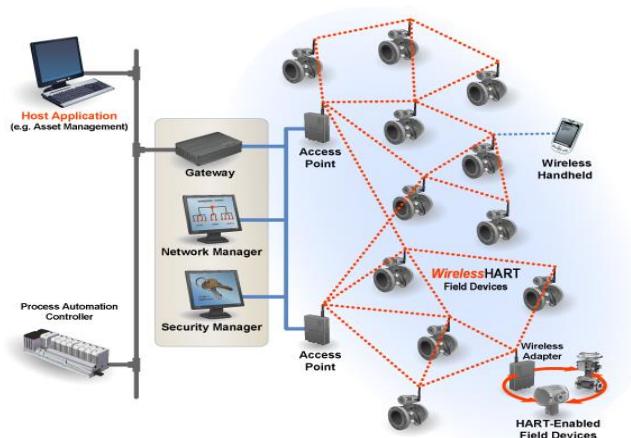 Host Application
(e.g. Asset Management)
Gateway
Access
Point
Wireless
Handheld
Network Manager
WirelessHART
Field Devices
Security Manager
Process Automation
Controller
Access
Point
Wireless
Adapter
HART-Enabled
Field Devices